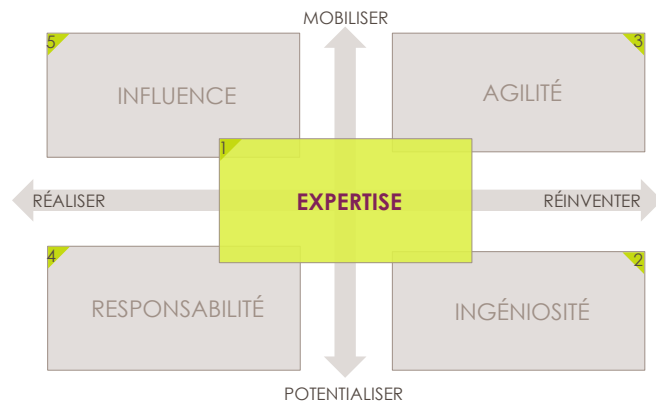 MOBILISER
5
INFLUENCE
3
AGILITÉ
1
EXPERTISE
RÉALISER
RÉINVENTER
4
RESPONSABILITÉ
2
INGÉNIOSITÉ
POTENTIALISER